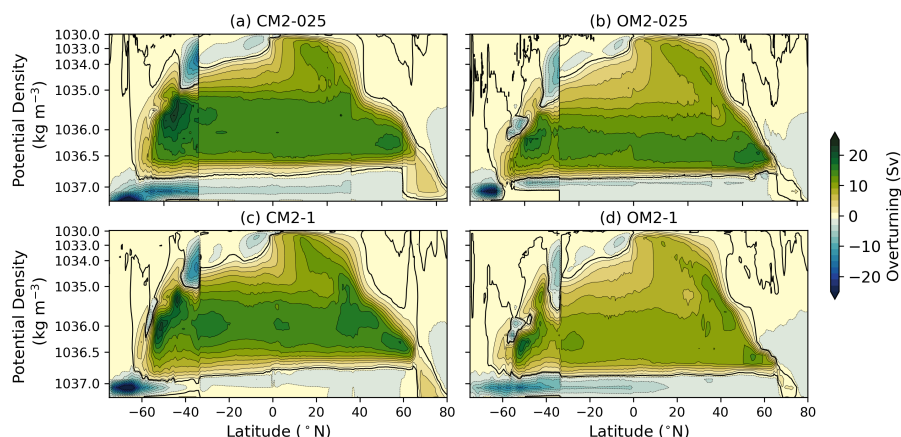 (a) CM2-025
(b) OM2-025
1030.0
1033.0
1034.0
1035.0
1036.0
1036.5
1037.0
Potential Density
(kg m⁻³)
(c) CM2-1
(d) OM2-1
1030.0
1033.0
1034.0
1035.0
1036.0
1036.5
1037.0
Potential Density
(kg m⁻³)
−60 −40 −20 0 20 40 60 80
−60 −40 −20 0 20 40 60 80
Latitude (°N)
Latitude (°N)
20
10
0
−10
−20
Overturning (Sv)